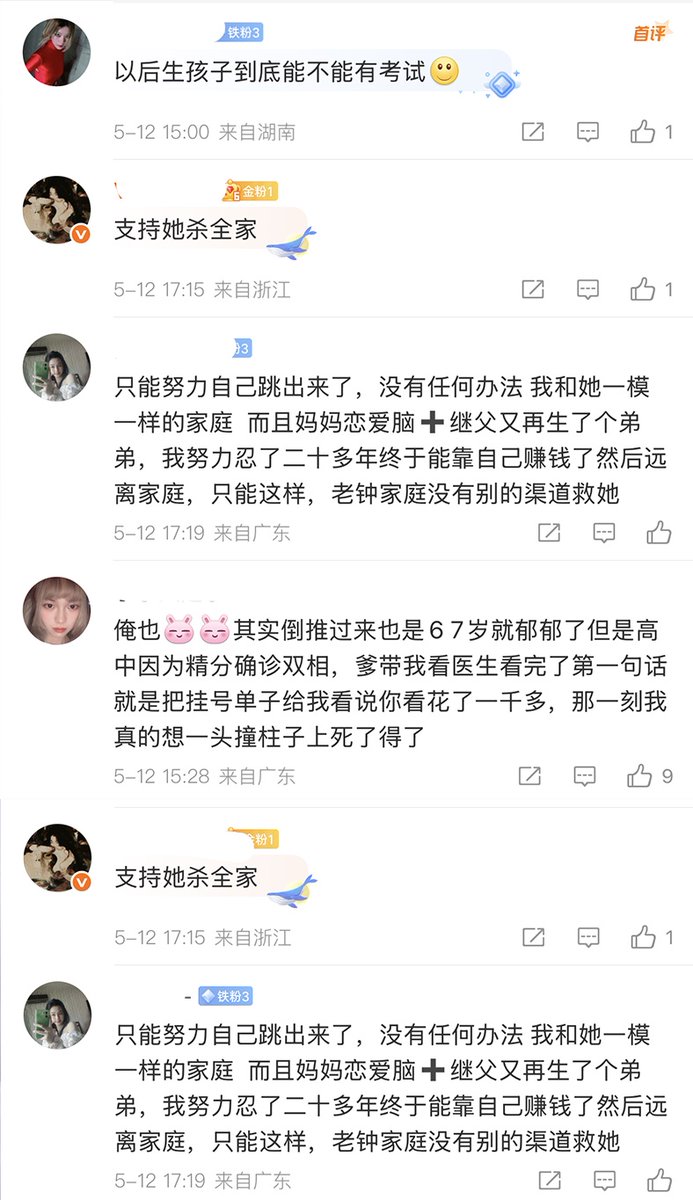 铁粉3
首评
以后生孩子到底能不能有考试
5-12 15:00 来自湖南
1
金粉1
支持她杀全家
5-12 17:15 来自浙江
1
粉3
只能努力自己跳出来了，没有任何办法 我和她一模
一样的家庭 而且妈妈恋爱脑➕继父又再生了个弟
弟，我努力忍了二十多年终于能靠自己赚钱了然后远
离家庭，只能这样，老钟家庭没有别的渠道救她
5-12 17:19 来自广东
俺也其实倒推过来也是６７岁就郁郁了但是高
中因为精分确诊双相，爹带我看医生看完了第一句话
就是把挂号单子给我看说你看花了一千多，那一刻我
真的想一头撞柱子上死了得了
5-12 15:28 来自广东
9
金粉1
支持她杀全家
5-12 17:15 来自浙江
1
铁粉3
只能努力自己跳出来了，没有任何办法 我和她一模
一样的家庭 而且妈妈恋爱脑➕继父又再生了个弟
弟，我努力忍了二十多年终于能靠自己赚钱了然后远
离家庭，只能这样，老钟家庭没有别的渠道救她
5-12 17:19 来自广东